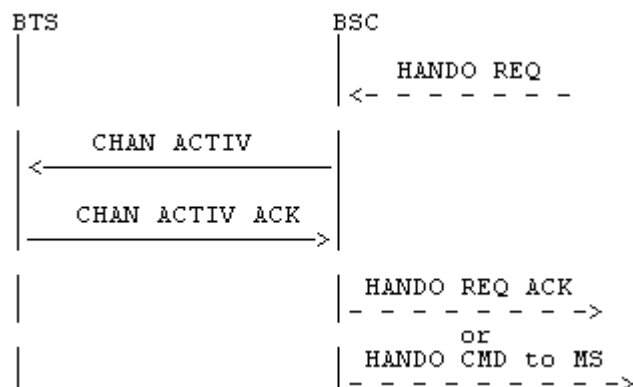 BTS BSC
HANDO REQ
CHAN ACTIV
CHAN ACTIV ACK
HANDO REQ ACK
or
HANDO CMD to MS